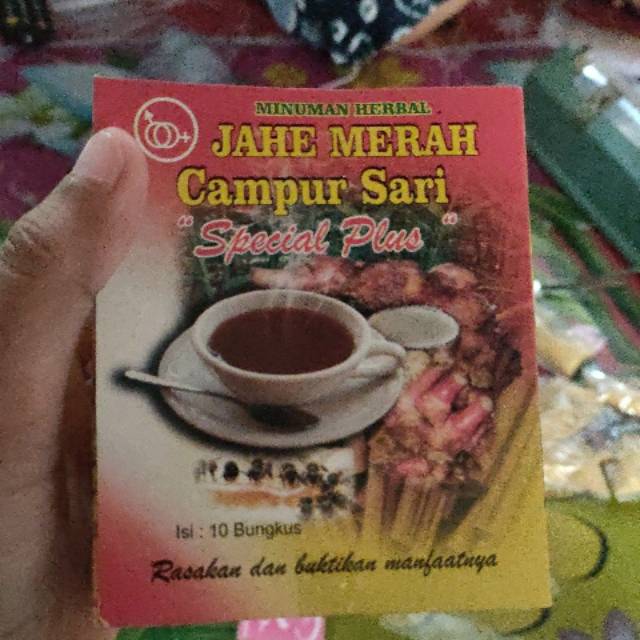 MINUMAN HERBAL
JAHE MERAH
Campur Sari
"Special Plus"
Isi : 10 Bungkus
Rasakan dan buktikan manfaatnya